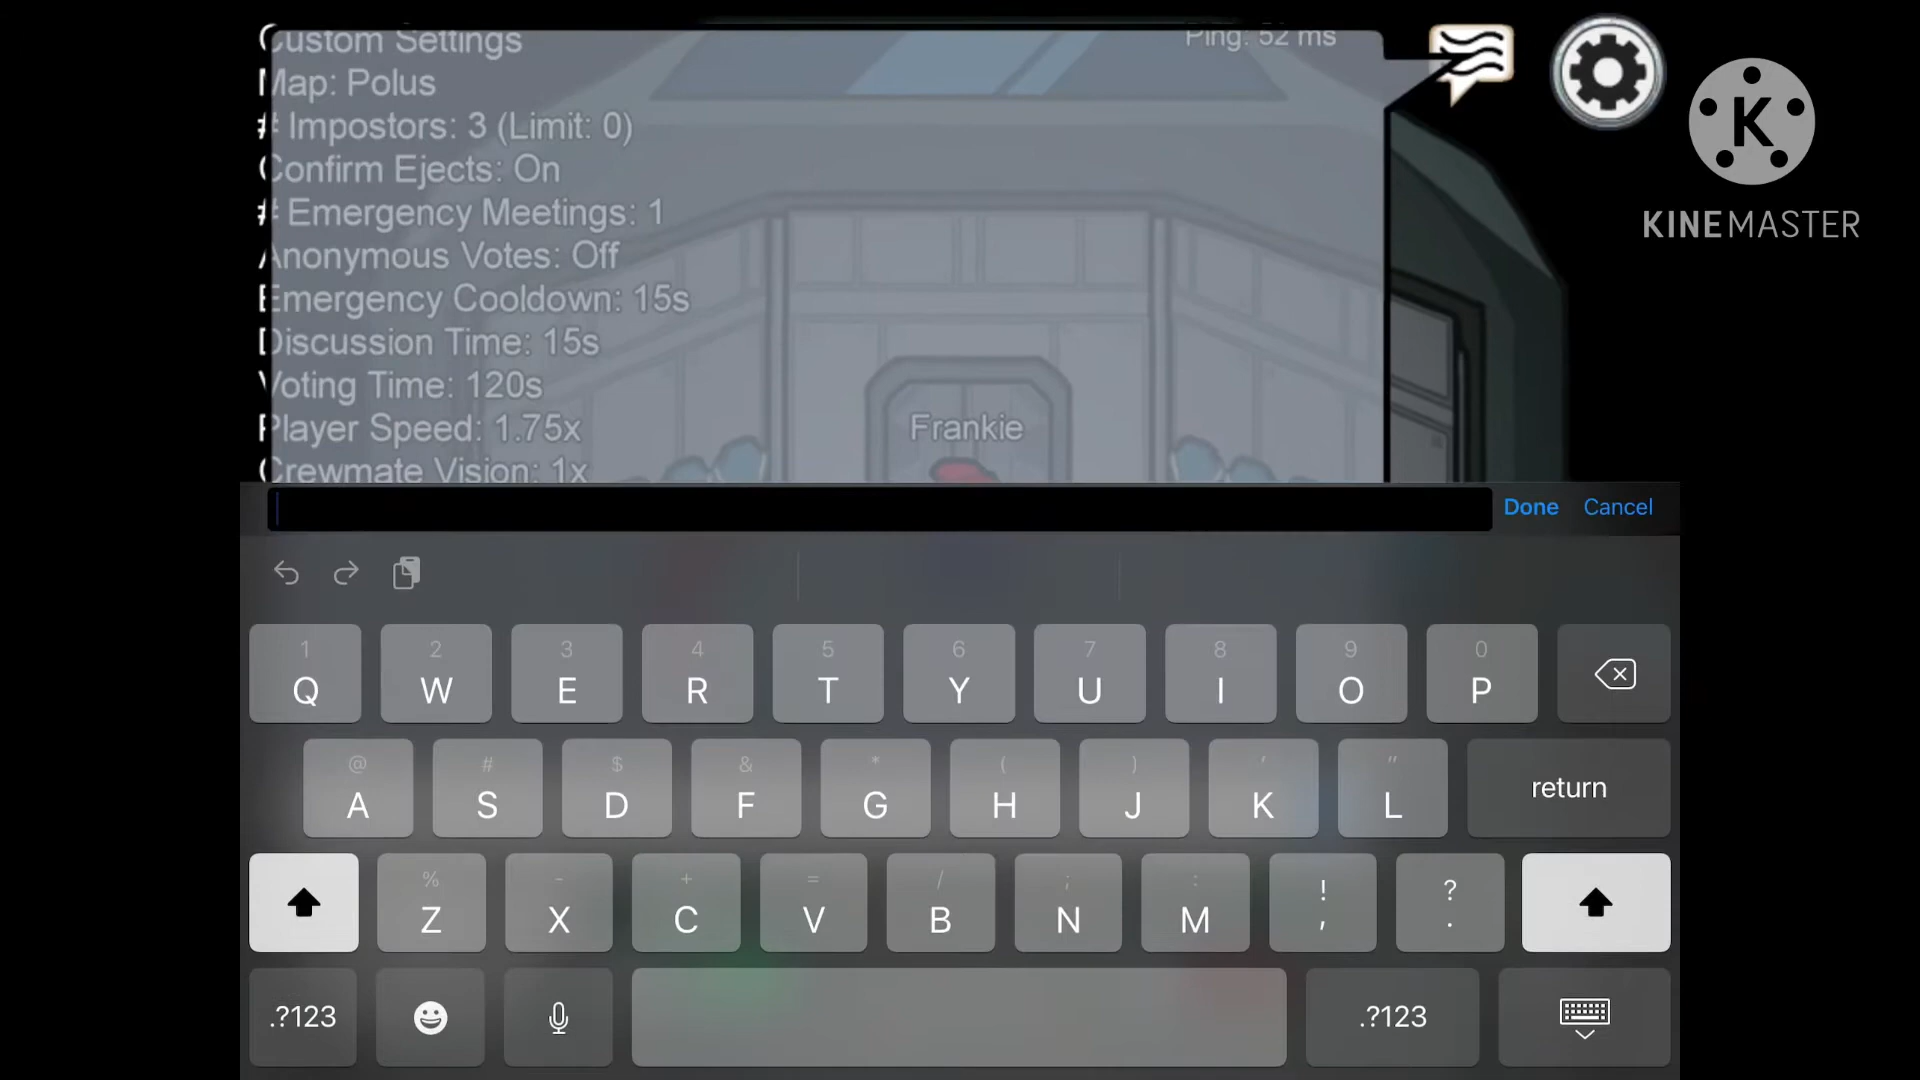 Custom Settings
Ping: 52 ms
Map: Polus
# Impostors: 3 (Limit: 0)
Confirm Ejects: On
# Emergency Meetings: 1
Anonymous Votes: Off
Emergency Cooldown: 15s
Discussion Time: 15s
Voting Time: 120s
Player Speed: 1.75x
Crewmate Vision: 1x
Frankie
K
KINEMASTER
Done Cancel
1 2 3 4 5 6 7 8 9 0
Q W E R T Y U I O P
@ # $ & * ( ) ' "
A S D F G H J K L return
% - + = / ; : ! ?
Z X C V B N M , .
.?123 .?123